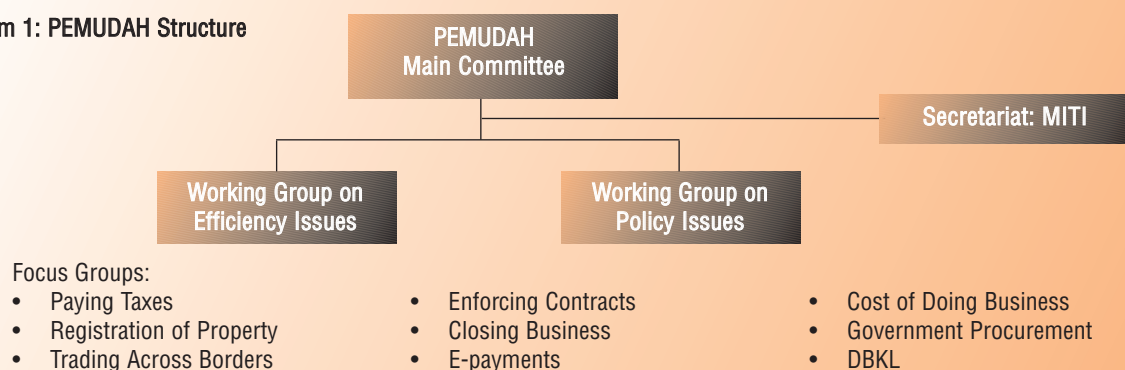 m 1: PEMUDAH Structure
PEMUDAH
Main Committee
Secretariat: MITI
Working Group on
Efficiency Issues
Working Group on
Policy Issues
Focus Groups:
• Paying Taxes
• Registration of Property
• Trading Across Borders
• Enforcing Contracts
• Closing Business
• E-payments
• Cost of Doing Business
• Government Procurement
• DBKL